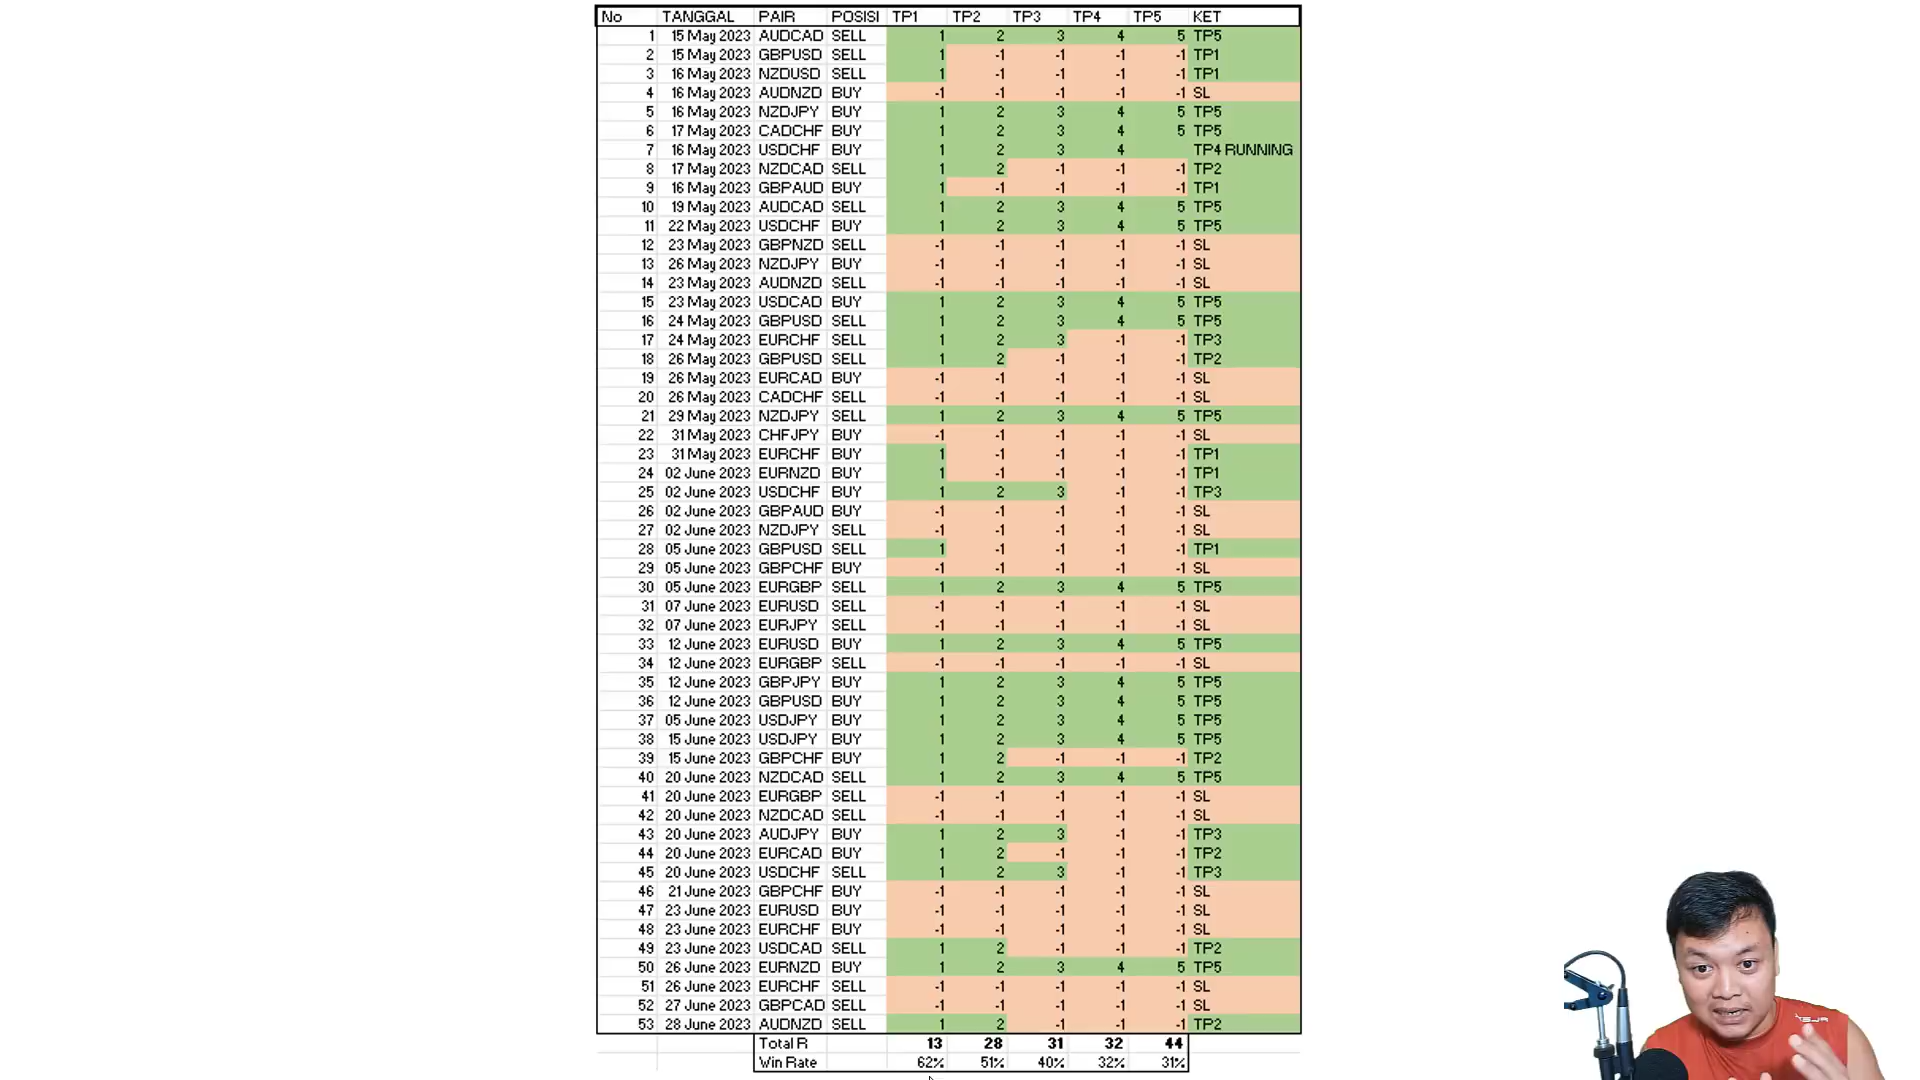 No TANGGAL PAIR POSISI TP1 TP2 TP3 TP4 TP5 KET
1 15 May 2023 AUDCAD SELL 1 2 3 4 5 TP5
2 15 May 2023 GBPUSD SELL 1 -1 -1 -1 -1 TP1
3 16 May 2023 NZDUSD SELL 1 -1 -1 -1 -1 TP1
4 16 May 2023 AUDNZD BUY -1 -1 -1 -1 -1 SL
5 16 May 2023 NZDJPY BUY 1 2 3 4 5 TP5
6 17 May 2023 CADCHF BUY 1 2 3 4 5 TP5
7 16 May 2023 USDCHF BUY 1 2 3 4 TP4 RUNNING
8 17 May 2023 NZDCAD SELL 1 2 -1 -1 -1 TP2
9 16 May 2023 GBPAUD BUY 1 -1 -1 -1 -1 TP1
10 19 May 2023 AUDCAD SELL 1 2 3 4 5 TP5
11 22 May 2023 USDCHF BUY 1 2 3 4 5 TP5
12 23 May 2023 GBPNZD SELL -1 -1 -1 -1 -1 SL
13 26 May 2023 NZDJPY BUY -1 -1 -1 -1 -1 SL
14 23 May 2023 AUDNZD SELL -1 -1 -1 -1 -1 SL
15 23 May 2023 USDCAD BUY 1 2 3 4 5 TP5
16 24 May 2023 GBPUSD SELL 1 2 3 4 5 TP5
17 24 May 2023 EURCHF SELL 1 2 3 -1 -1 TP3
18 26 May 2023 GBPUSD SELL 1 2 -1 -1 -1 TP2
19 26 May 2023 EURCAD BUY -1 -1 -1 -1 -1 SL
20 26 May 2023 CADCHF SELL -1 -1 -1 -1 -1 SL
21 29 May 2023 NZDJPY SELL 1 2 3 4 5 TP5
22 31 May 2023 CHFJPY BUY -1 -1 -1 -1 -1 SL
23 31 May 2023 EURCHF BUY 1 -1 -1 -1 -1 TP1
24 02 June 2023 EURNZD BUY 1 -1 -1 -1 -1 TP1
25 02 June 2023 USDCHF BUY 1 2 3 -1 -1 TP3
26 02 June 2023 GBPAUD BUY -1 -1 -1 -1 -1 SL
27 02 June 2023 NZDJPY SELL -1 -1 -1 -1 -1 SL
28 05 June 2023 GBPUSD SELL 1 -1 -1 -1 -1 TP1
29 05 June 2023 GBPCHF BUY -1 -1 -1 -1 -1 SL
30 05 June 2023 EURGBP SELL 1 2 3 4 5 TP5
31 07 June 2023 EURUSD SELL -1 -1 -1 -1 -1 SL
32 07 June 2023 EURJPY SELL -1 -1 -1 -1 -1 SL
33 12 June 2023 EURUSD BUY 1 2 3 4 5 TP5
34 12 June 2023 EURGBP SELL -1 -1 -1 -1 -1 SL
35 12 June 2023 GBPJPY BUY 1 2 3 4 5 TP5
36 12 June 2023 GBPUSD BUY 1 2 3 4 5 TP5
37 05 June 2023 USDJPY BUY 1 2 3 4 5 TP5
38 15 June 2023 USDJPY BUY 1 2 3 4 5 TP5
39 15 June 2023 GBPCHF BUY 1 2 -1 -1 -1 TP2
40 20 June 2023 NZDCAD SELL 1 2 3 4 5 TP5
41 20 June 2023 EURGBP SELL -1 -1 -1 -1 -1 SL
42 20 June 2023 NZDCAD SELL -1 -1 -1 -1 -1 SL
43 20 June 2023 AUDJPY BUY 1 2 3 -1 -1 TP3
44 20 June 2023 EURCAD BUY 1 2 -1 -1 -1 TP2
45 20 June 2023 USDCHF SELL 1 2 3 -1 -1 TP3
46 21 June 2023 GBPCHF BUY -1 -1 -1 -1 -1 SL
47 23 June 2023 EURUSD BUY -1 -1 -1 -1 -1 SL
48 23 June 2023 EURCHF BUY -1 -1 -1 -1 -1 SL
49 23 June 2023 USDCAD SELL 1 2 -1 -1 -1 TP2
50 26 June 2023 EURNZD BUY 1 2 3 4 5 TP5
51 26 June 2023 EURCHF SELL -1 -1 -1 -1 -1 SL
52 27 June 2023 GBPCAD SELL -1 -1 -1 -1 -1 SL
53 28 June 2023 AUDNZD SELL 1 2 -1 -1 -1 TP2
Total R 13 28 31 32 44
Win Rate 62% 51% 40% 32% 31%